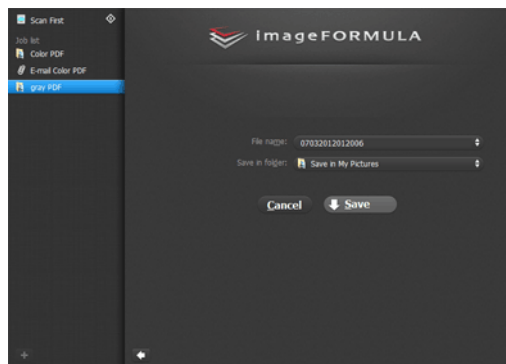 Scan First
Job list
Color PDF
E-mail Color PDF
gray PDF
imageFORMULA
File name: 07032012012006
Save in folder: Save in My Pictures
Cancel Save